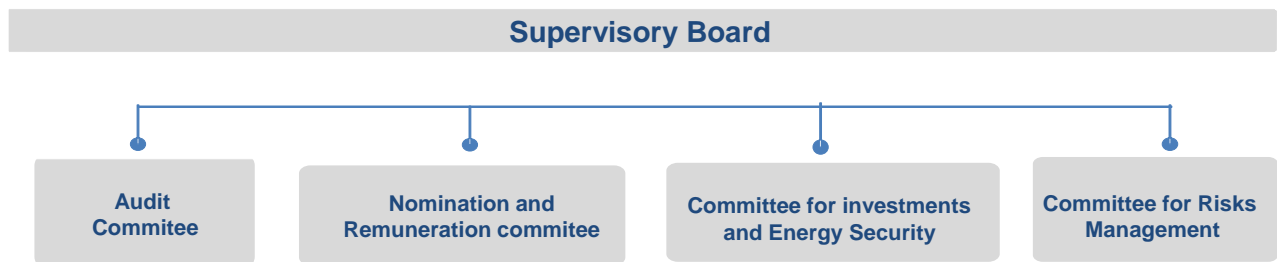 Supervisory Board
Audit
Commitee
Nomination and
Remuneration commitee
Committee for investments
and Energy Security
Committee for Risks
Management